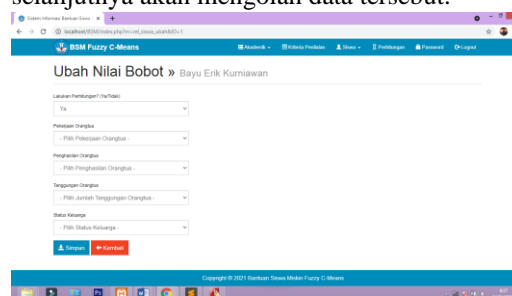 selanjutnya akan mengolah data tersebut.
Sistem Informasi Bantuan Siswa
localhost/BSM/index.php?m=rel_siswa_ubah&ID=1
BSM Fuzzy C-Means
Akademik
Kriteria Penilaian
Siswa
Perhitungan
Password
Logout
Ubah Nilai Bobot » Bayu Erik Kurniawan
Lakukan Perhitungan? (Ya/Tidak)
Ya
Pekerjaan Orangtua
- Pilih Pekerjaan Orangtua -
Penghasilan Orangtua
- Pilih Penghasilan Orangtua -
Tanggungan Orangtua
- Pilih Jumlah Tanggungan Orangtua -
Status Keluarga
- Pilih Status Keluarga -
Simpan
Kembali
Copyright © 2021 Bantuan Siswa Miskin Fuzzy C-Means